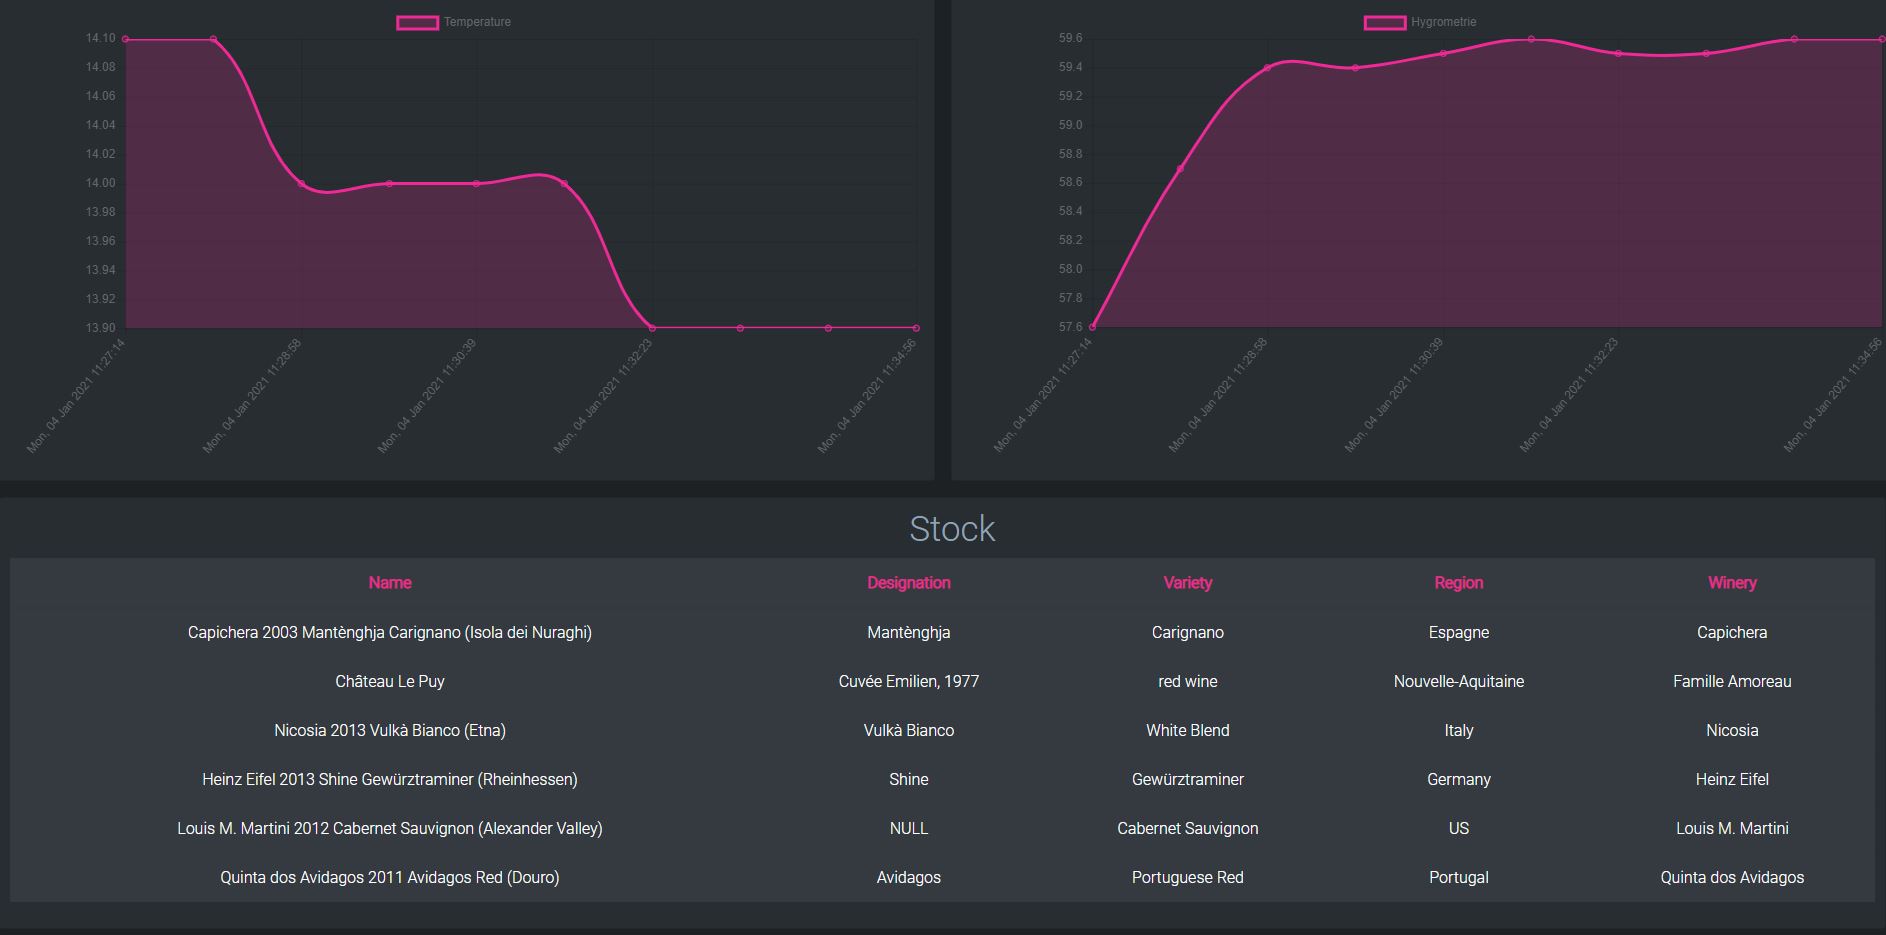 Temperature
14.10
14.08
14.06
14.04
14.02
14.00
13.98
13.96
13.94
13.92
13.90
Mon, 04 Jan 2021 11:27:14
Mon, 04 Jan 2021 11:28:58
Mon, 04 Jan 2021 11:30:39
Mon, 04 Jan 2021 11:32:23
Mon, 04 Jan 2021 11:34:56
Hygrometrie
59.6
59.4
59.2
59.0
58.8
58.6
58.4
58.2
58.0
57.8
57.6
Mon, 04 Jan 2021 11:27:14
Mon, 04 Jan 2021 11:28:58
Mon, 04 Jan 2021 11:30:39
Mon, 04 Jan 2021 11:32:23
Mon, 04 Jan 2021 11:34:56
Stock
Name Designation Variety Region Winery
Capichera 2003 Mantènghja Carignano (Isola dei Nuraghi) Mantènghja Carignano Espagne Capichera
Château Le Puy Cuvée Emilien, 1977 red wine Nouvelle-Aquitaine Famille Amoreau
Nicosia 2013 Vulkà Bianco (Etna) Vulkà Bianco White Blend Italy Nicosia
Heinz Eifel 2013 Shine Gewürztraminer (Rheinhessen) Shine Gewürztraminer Germany Heinz Eifel
Louis M. Martini 2012 Cabernet Sauvignon (Alexander Valley) NULL Cabernet Sauvignon US Louis M. Martini
Quinta dos Avidagos 2011 Avidagos Red (Douro) Avidagos Portuguese Red Portugal Quinta dos Avidagos